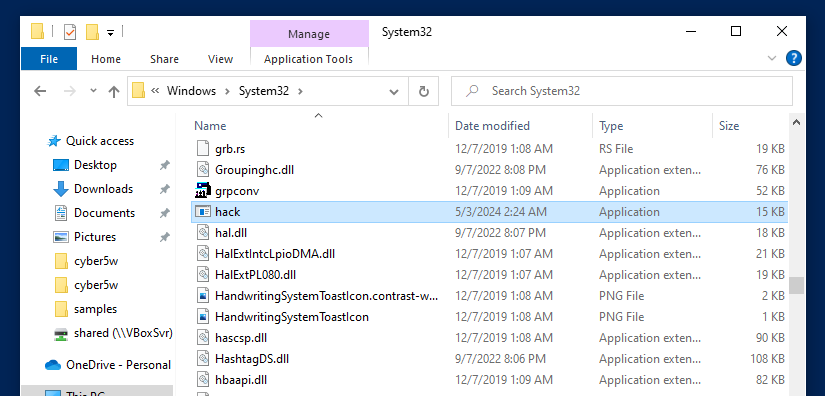 Manage System32
File Home Share View Application Tools
?
« Windows > System32 > Search System32
Name Date modified Type Size
Quick access
Desktop
Downloads
Documents
Pictures
cyber5w
cyber5w
samples
shared (\\VBoxSvr)
OneDrive - Personal
This PC
grb.rs 12/7/2019 1:08 AM RS File 19 KB
Groupinghc.dll 9/7/2022 8:08 PM Application exten... 76 KB
grpconv 12/7/2019 1:09 AM Application 52 KB
hack 5/3/2024 2:24 AM Application 15 KB
hal.dll 9/7/2022 8:07 PM Application exten... 18 KB
HalExtIntcLpioDMA.dll 12/7/2019 1:07 AM Application exten... 21 KB
HalExtPL080.dll 12/7/2019 1:07 AM Application exten... 19 KB
HandwritingSystemToastIcon.contrast-w... 12/7/2019 1:08 AM PNG File 2 KB
HandwritingSystemToastIcon 12/7/2019 1:08 AM PNG File 1 KB
hascsp.dll 12/7/2019 1:08 AM Application exten... 90 KB
HashtagDS.dll 9/7/2022 8:06 PM Application exten... 108 KB
hbaapi.dll 12/7/2019 1:09 AM Application exten... 82 KB